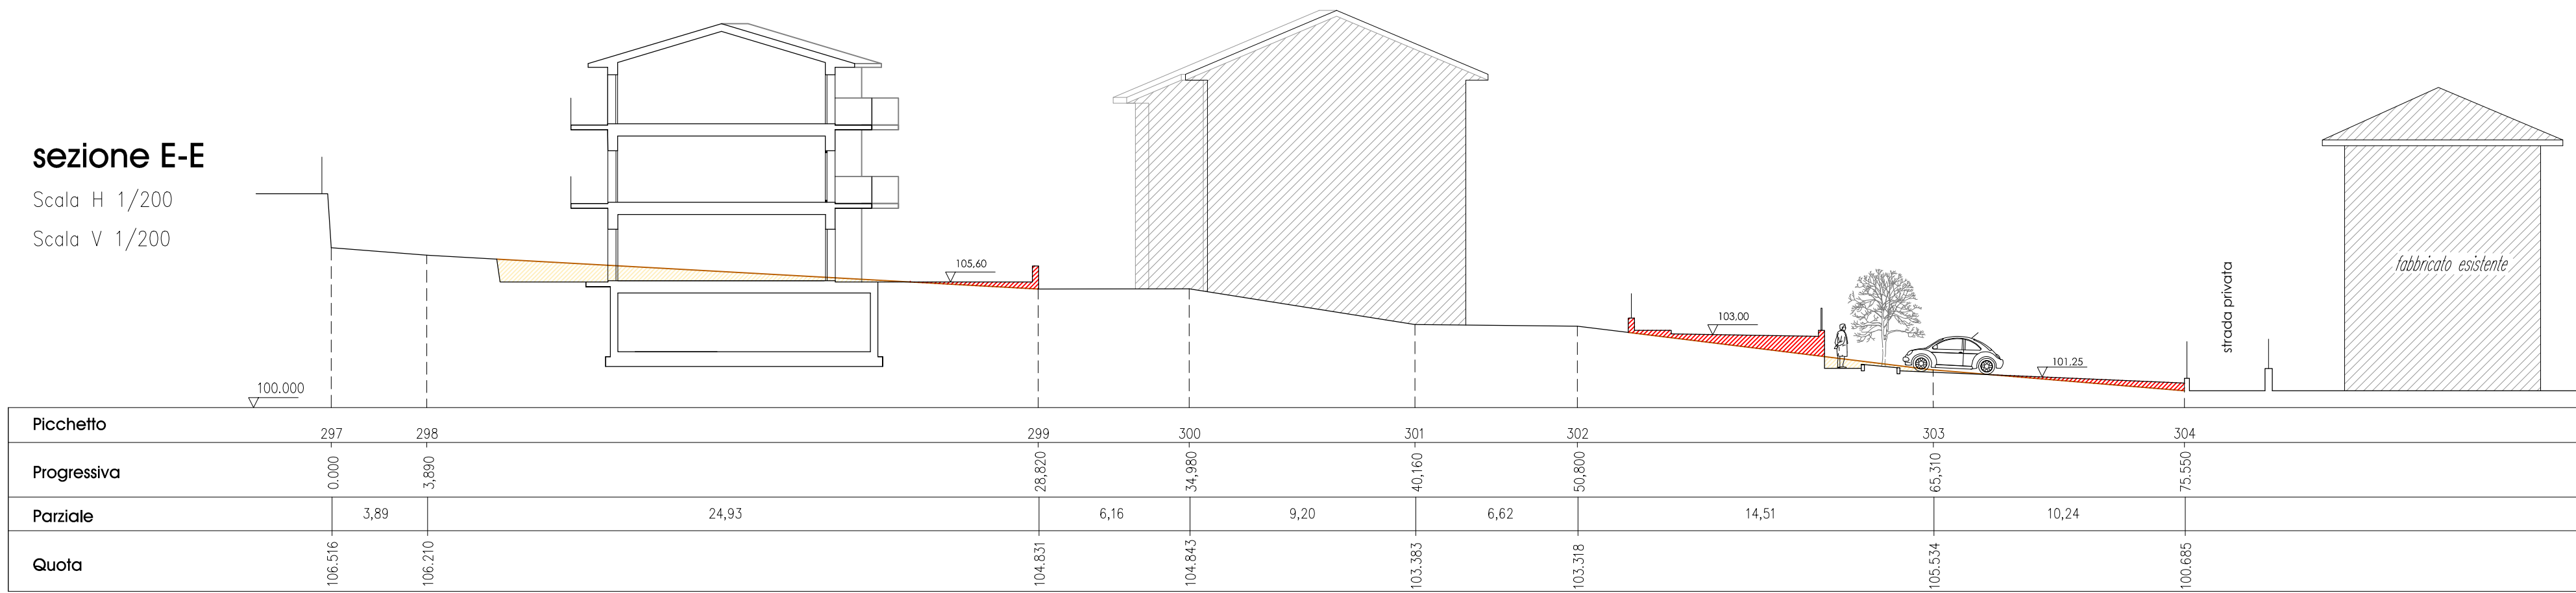 sezione E-E
Scala H 1/200
Scala V 1/200
105,60
103,00
101,25
strada privata
fabbricato esistente
100.000
Picchetto 297 298 299 300 301 302 303 304
Progressiva 0.000 3,890 28,820 34,980 40,160 50,800 65,310 75.550
Parziale 3,89 24,93 6,16 9,20 6,62 14,51 10,24
Quota 106.516 106.210 104.831 104.843 103.383 103.318 105.534 100.685